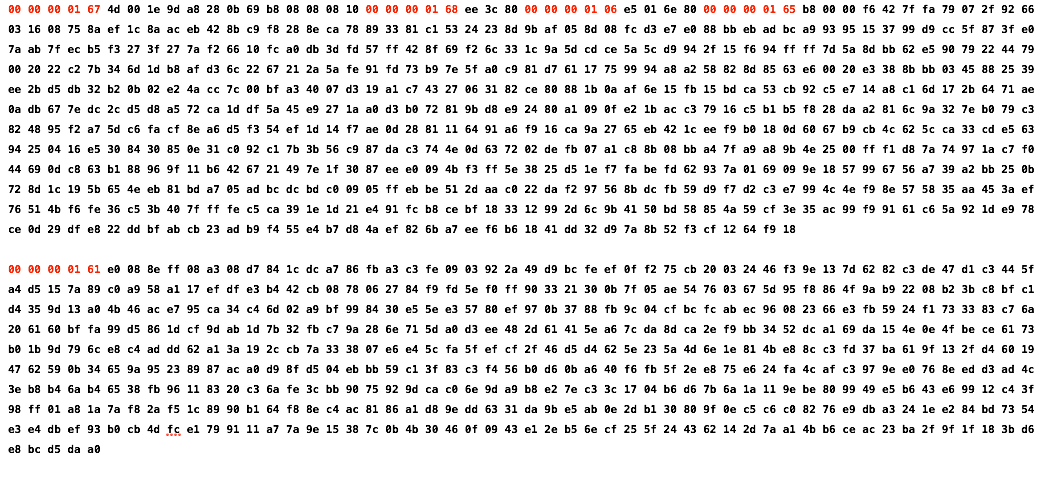 00 00 00 01 67 4d 00 1e 9d a8 28 0b 69 b8 08 08 08 10 00 00 00 01 68 ee 3c 80 00 00 00 01 06 e5 01 6e 80 00 00 00 01 65 b8 00 00 f6 42 7f fa 79 07 2f 92 66
03 16 08 75 8a ef 1c 8a ac eb 42 8b c9 f8 28 8e ca 78 89 33 81 c1 53 24 23 8d 9b af 05 8d 08 fc d3 e7 e0 88 bb eb ad bc a9 93 95 15 37 99 d9 cc 5f 87 3f e0
7a ab 7f ec b5 f3 27 3f 27 7a f2 66 10 fc a0 db 3d fd 57 ff 42 8f 69 f2 6c 33 1c 9a 5d cd ce 5a 5c d9 94 2f 15 f6 94 ff ff 7d 5a 8d bb 62 e5 90 79 22 44 79
00 20 22 c2 7b 34 6d 1d b8 af d3 6c 22 67 21 2a 5a fe 91 fd 73 b9 7e 5f a0 c9 81 d7 61 17 75 99 94 a8 a2 58 82 8d 85 63 e6 00 20 e3 38 8b bb 03 45 88 25 39
ee 2b d5 db 32 b2 0b 02 e2 4a cc 7c 00 bf a3 40 07 d3 19 a1 c7 43 27 06 31 82 ce 80 88 1b 0a af 6e 15 fb 15 bd ca 53 cb 92 c5 e7 14 a8 c1 6d 17 2b 64 71 ae
0a db 67 7e dc 2c d5 d8 a5 72 ca 1d df 5a 45 e9 27 1a a0 d3 b0 72 81 9b d8 e9 24 80 a1 09 0f e2 1b ac c3 79 16 c5 b1 b5 f8 28 da a2 81 6c 9a 32 7e b0 79 c3
82 48 95 f2 a7 5d c6 fa cf 8e a6 d5 f3 54 ef 1d 14 f7 ae 0d 28 81 11 64 91 a6 f9 16 ca 9a 27 65 eb 42 1c ee f9 b0 18 0d 60 67 b9 cb 4c 62 5c ca 33 cd e5 63
94 25 04 16 e5 30 84 30 85 0e 31 c0 92 c1 7b 3b 56 c9 87 da c3 74 4e 0d 63 72 02 de fb 07 a1 c8 8b 08 bb a4 7f a9 a8 9b 4e 25 00 ff f1 d8 7a 74 97 1a c7 f0
44 69 0d c8 63 b1 88 96 9f 11 b6 42 67 21 49 7e 1f 30 87 ee e0 09 4b f3 ff 5e 38 25 d5 1e f7 fa be fd 62 93 7a 01 69 09 9e 18 57 99 67 56 a7 39 a2 bb 25 0b
72 8d 1c 19 5b 65 4e eb 81 bd a7 05 ad bc dc bd c0 09 05 ff eb be 51 2d aa c0 22 da f2 97 56 8b dc fb 59 d9 f7 d2 c3 e7 99 4c 4e f9 8e 57 58 35 aa 45 3a ef
76 51 4b f6 fe 36 c5 3b 40 7f ff fe c5 ca 39 1e 1d 21 e4 91 fc b8 ce bf 18 33 12 99 2d 6c 9b 41 50 bd 58 85 4a 59 cf 3e 35 ac 99 f9 91 61 c6 5a 92 1d e9 78
ce 0d 29 df e8 22 dd bf ab cb 23 ad b9 f4 55 e4 b7 d8 4a ef 82 6b a7 ee f6 b6 18 41 dd 32 d9 7a 8b 52 f3 cf 12 64 f9 18
00 00 00 01 61 e0 08 8e ff 08 a3 08 d7 84 1c dc a7 86 fb a3 c3 fe 09 03 92 2a 49 d9 bc fe ef 0f f2 75 cb 20 03 24 46 f3 9e 13 7d 62 82 c3 de 47 d1 c3 44 5f
a4 d5 15 7a 89 c0 a9 58 a1 17 ef df e3 b4 42 cb 08 78 06 27 84 f9 fd 5e f0 ff 90 33 21 30 0b 7f 05 ae 54 76 03 67 5d 95 f8 86 4f 9a b9 22 08 b2 3b c8 bf c1
d4 35 9d 13 a0 4b 46 ac e7 95 ca 34 c4 6d 02 a9 bf 99 84 30 e5 5e e3 57 80 ef 97 0b 37 88 fb 9c 04 cf bc fc ab ec 96 08 23 66 e3 fb 59 24 f1 73 33 83 c7 6a
20 61 60 bf fa 99 d5 86 1d cf 9d ab 1d 7b 32 fb c7 9a 28 6e 71 5d a0 d3 ee 48 2d 61 41 5e a6 7c da 8d ca 2e f9 bb 34 52 dc a1 69 da 15 4e 0e 4f be ce 61 73
b0 1b 9d 79 6c e8 c4 ad dd 62 a1 3a 19 2c cb 7a 33 38 07 e6 e4 5c fa 5f ef cf 2f 46 d5 d4 62 5e 23 5a 4d 6e 1e 81 4b e8 8c c3 fd 37 ba 61 9f 13 2f d4 60 19
47 62 59 0b 34 65 9a 95 23 89 87 ac a0 d9 8f d5 04 eb bb 59 c1 3f 83 c3 f4 56 b0 d6 0b a6 40 f6 fb 5f 2e e8 75 e6 24 fa 4c af c3 97 9e e0 76 8e ed d3 ad 4c
3e b8 b4 6a b4 65 38 fb 96 11 83 20 c3 6a fe 3c bb 90 75 92 9d ca c0 6e 9d a9 b8 e2 7e c3 3c 17 04 b6 d6 7b 6a 1a 11 9e be 80 99 49 e5 b6 43 e6 99 12 c4 3f
98 ff 01 a8 1a 7a f8 2a f5 1c 89 90 b1 64 f8 8e c4 ac 81 86 a1 d8 9e dd 63 31 da 9b e5 ab 0e 2d b1 30 80 9f 0e c5 c6 c0 82 76 e9 db a3 24 1e e2 84 bd 73 54
e3 e4 db ef 93 b0 cb 4d fc e1 79 91 11 a7 7a 9e 15 38 7c 0b 4b 30 46 0f 09 43 e1 2e b5 6e cf 25 5f 24 43 62 14 2d 7a a1 4b b6 ce ac 23 ba 2f 9f 1f 18 3b d6
e8 bc d5 da a0